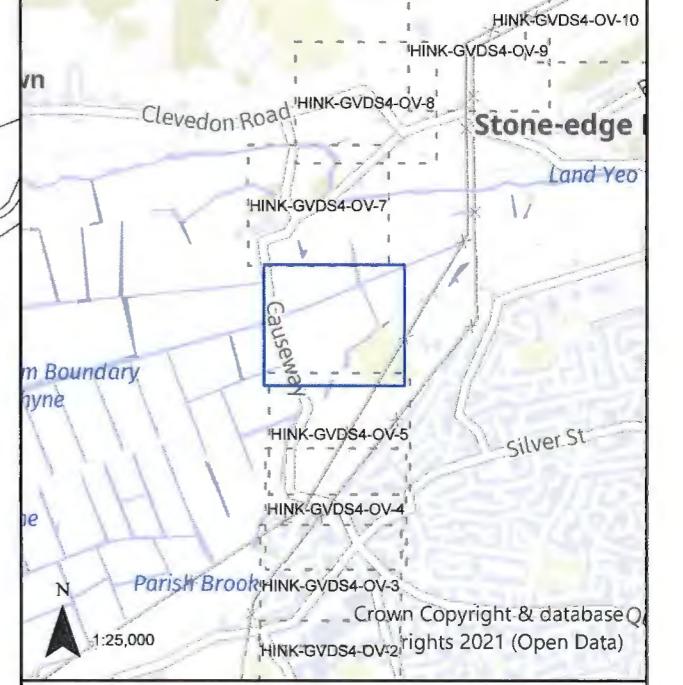 HINK-GVDS4-OV-10
HINK-GVDS4-OV-9
wn
HINK-GVDS4-OV-8
Clevedon Road
Stone-edge
Land Yeo
HINK-GVDS4-OV-7
Causeway
m Boundary
hyne
HINK-GVDS4-OV-5
Silver St
HINK-GVDS4-OV-4
ne
Parish Brook
HINK-GVDS4-OV-3
N
1:25,000
Crown Copyright & database
rights 2021 (Open Data)
HINK-GVDS4-OV-2